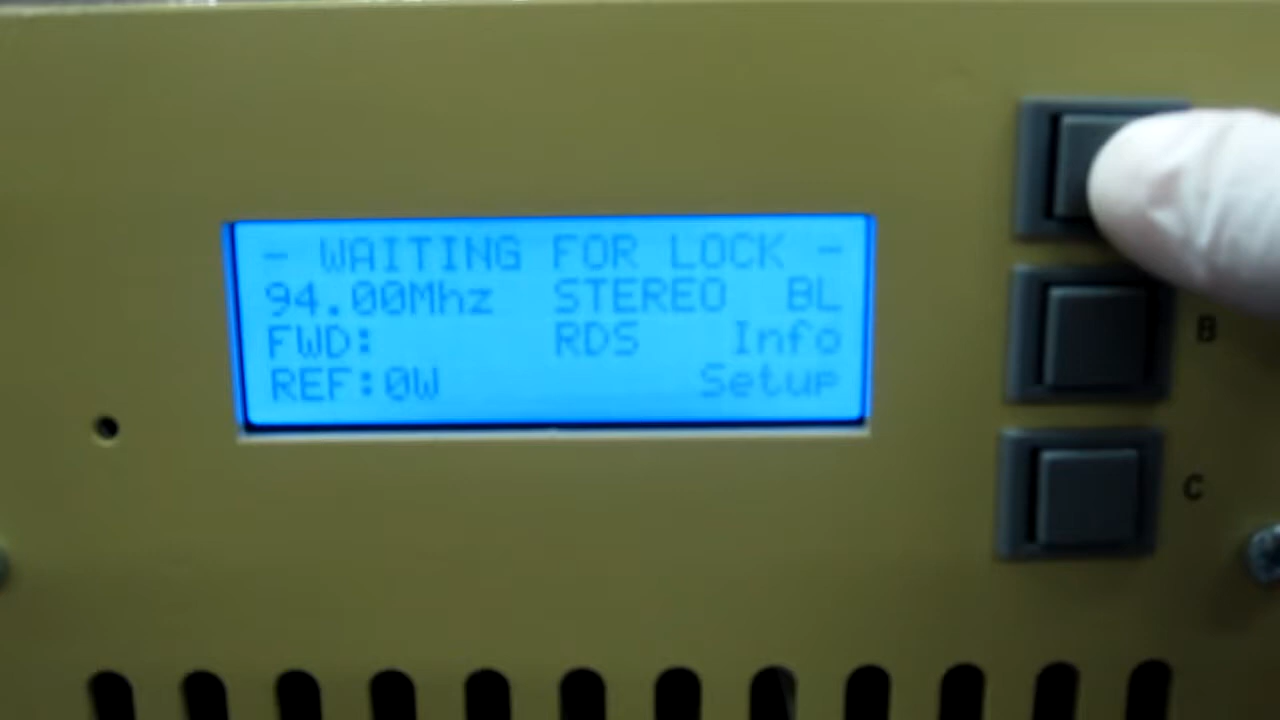 - WAITING FOR LOCK -
94.00Mhz STEREO BL
FWD: RDS Info
REF:0W Setup
B
C